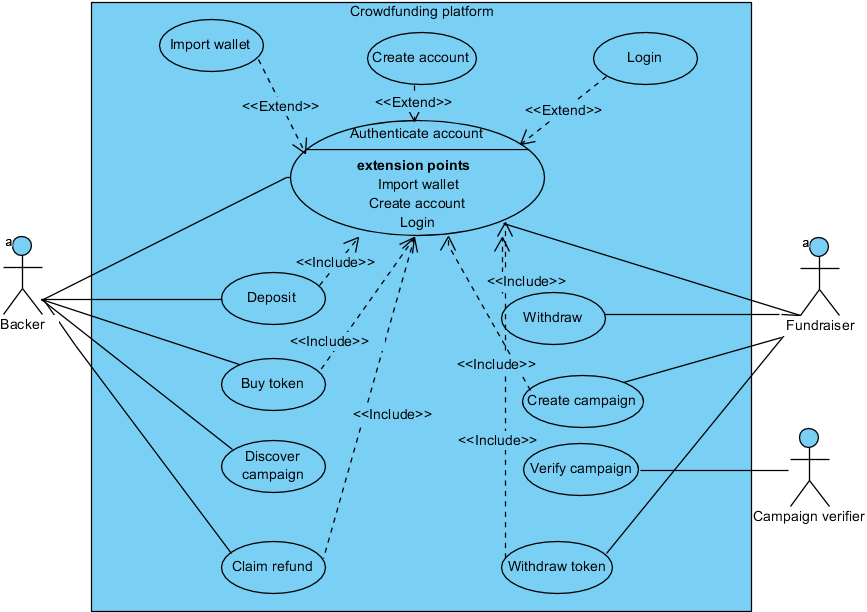 Crowdfunding platform
Import wallet
Create account
Login
<<Extend>>
<<Extend>>
<<Extend>>
Authenticate account
extension points
Import wallet
Create account
Login
a
Backer
a
Fundraiser
<<Include>>
<<Include>>
Deposit
Withdraw
<<Include>>
<<Include>>
Buy token
Create campaign
<<Include>>
<<Include>>
Discover
campaign
Verify campaign
Campaign verifier
Claim refund
Withdraw token